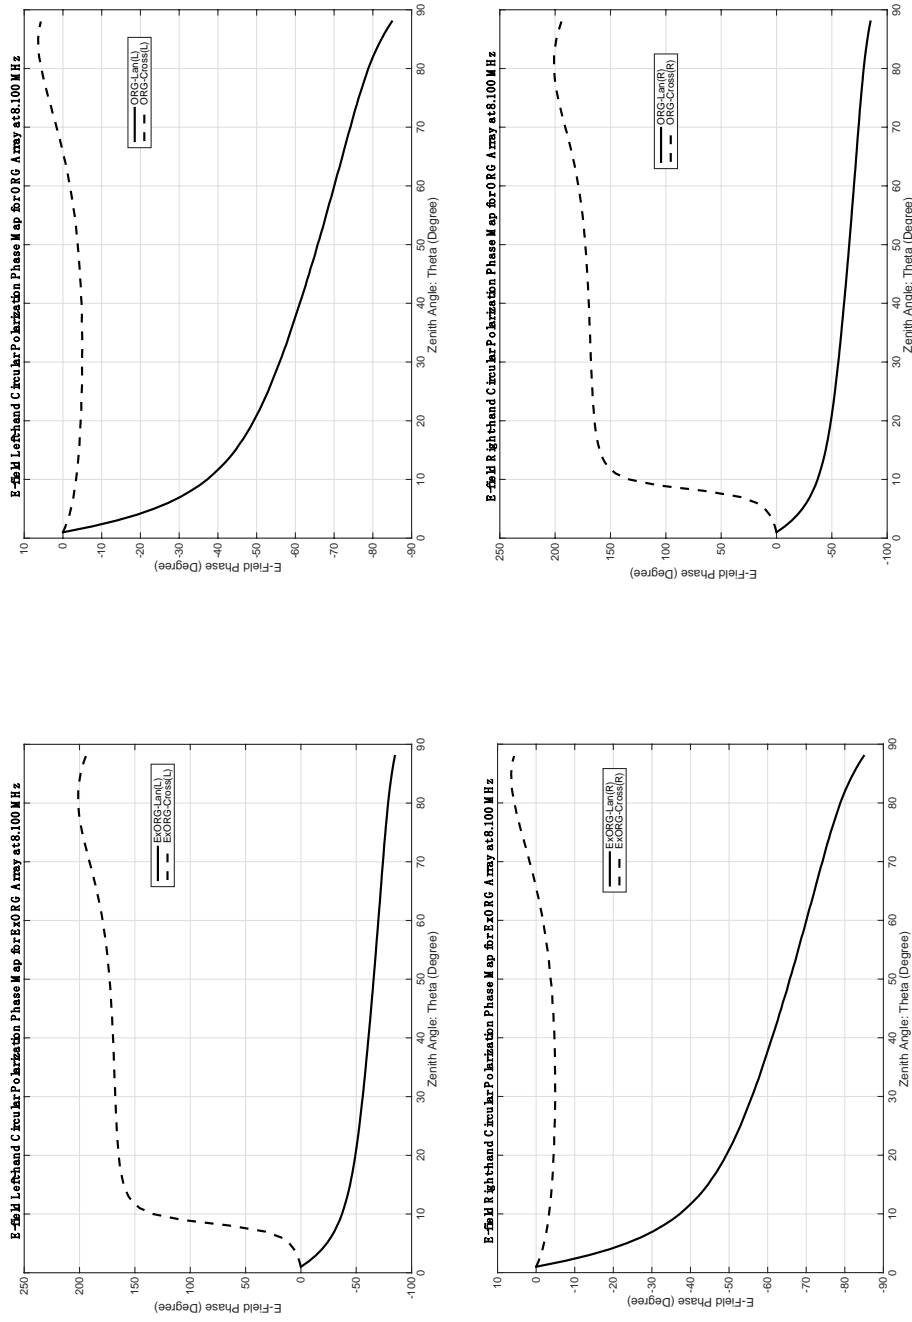 E-field Left-hand Circular Polarization Phase Map for ExORG Array at 8.100 MHz
250
200
150
100
50
0
-50
-100
E-Field Phase (Degree)
ExORG-Lan(L)
ExORG-Cross(L)
0 10 20 30 40 50 60 70 80 90
Zenith Angle: Theta (Degree)
E-field Left-hand Circular Polarization Phase Map for ORG Array at 8.100 MHz
10
0
-10
-20
-30
-40
-50
-60
-70
-80
-90
E-Field Phase (Degree)
ORG-Lan(L)
ORG-Cross(L)
0 10 20 30 40 50 60 70 80 90
Zenith Angle: Theta (Degree)
E-field Right-hand Circular Polarization Phase Map for ExORG Array at 8.100 MHz
10
0
-10
-20
-30
-40
-50
-60
-70
-80
-90
E-Field Phase (Degree)
ExORG-Lan(R)
ExORG-Cross(R)
0 10 20 30 40 50 60 70 80 90
Zenith Angle: Theta (Degree)
E-field Right-hand Circular Polarization Phase Map for ORG Array at 8.100 MHz
250
200
150
100
50
0
-50
-100
E-Field Phase (Degree)
ORG-Lan(R)
ORG-Cross(R)
0 10 20 30 40 50 60 70 80 90
Zenith Angle: Theta (Degree)